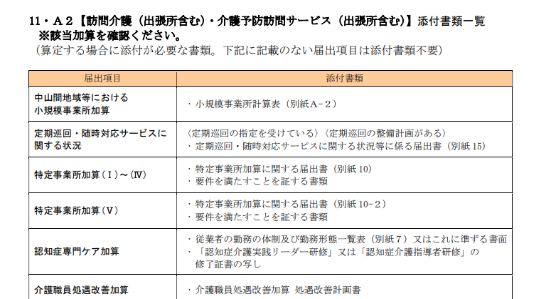 11・A2【訪問介護（出張所含む）・介護予防訪問サービス（出張所含む）】添付書類一覧
※該当加算を確認ください。
（算定する場合に添付が必要な書類。下記に記載のない届出項目は添付書類不要）
届出項目
添付書類
中山間地域等における
小規模事業所加算
・小規模事業所計算表（別紙A-2）
定期巡回・随時対応サービスに
関する状況
〈定期巡回の指定を受けている〉〈定期巡回の整備計画がある〉
・定期巡回・随時対応サービスに関する状況等に係る届出書（別紙15）
特定事業所加算（Ⅰ）～（Ⅳ）
・特定事業所加算に関する届出書（別紙10）
・要件を満たすことを証する書類
特定事業所加算（Ⅴ）
・特定事業所加算に関する届出書（別紙10-2）
・要件を満たすことを証する書類
認知症専門ケア加算
・従業者の勤務の体制及び勤務形態一覧表（別紙7）又はこれに準ずる書面
・「認知症介護実践リーダー研修」又は「認知症介護指導者研修」の
修了証書の写し
介護職員処遇改善加算
・介護職員処遇改善加算 処遇改善計画書